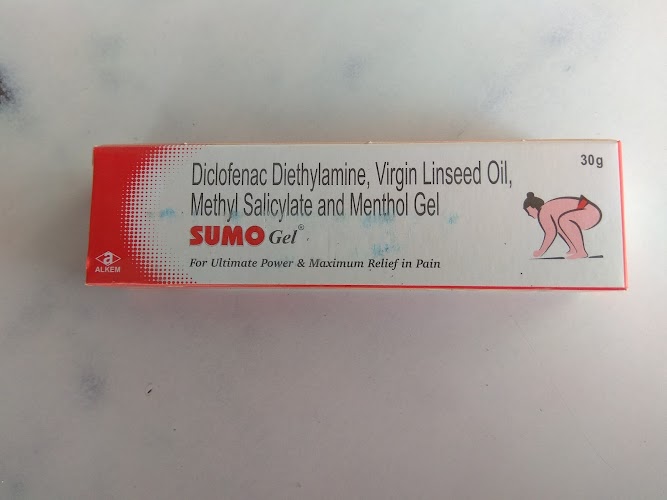 30g
Diclofenac Diethylamine, Virgin Linseed Oil,
Methyl Salicylate and Menthol Gel
SUMO Gel®
For Ultimate Power & Maximum Relief in Pain
a
ALKEM